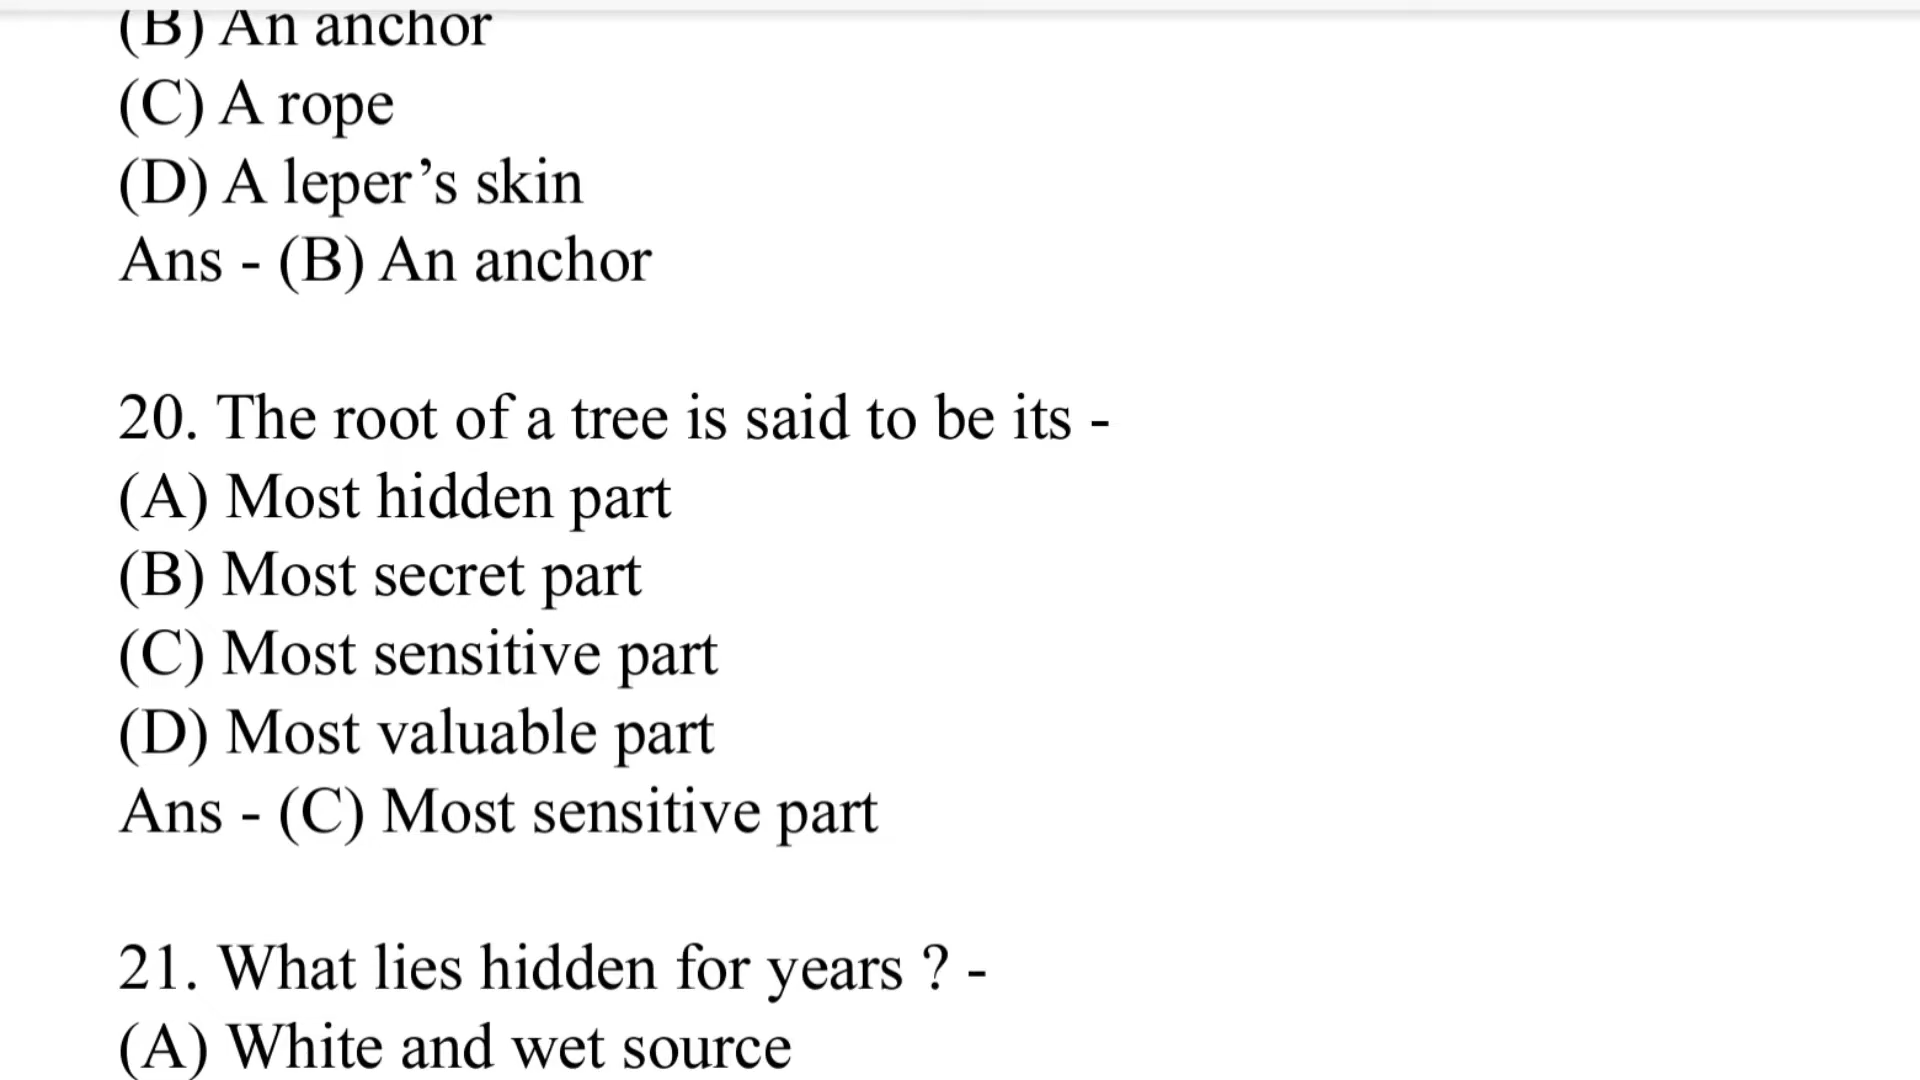 (B) An anchor
(C) A rope
(D) A leper’s skin
Ans - (B) An anchor
20. The root of a tree is said to be its -
(A) Most hidden part
(B) Most secret part
(C) Most sensitive part
(D) Most valuable part
Ans - (C) Most sensitive part
21. What lies hidden for years ? -
(A) White and wet source